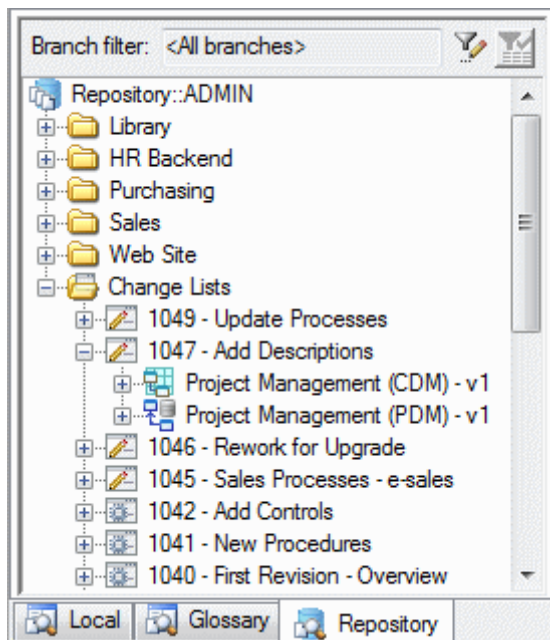 Branch filter: <All branches>
Repository::ADMIN
Library
HR Backend
Purchasing
Sales
Web Site
Change Lists
1049 - Update Processes
1047 - Add Descriptions
Project Management (CDM) - v1
Project Management (PDM) - v1
1046 - Rework for Upgrade
1045 - Sales Processes - e-sales
1042 - Add Controls
1041 - New Procedures
1040 - First Revision - Overview
Local Glossary Repository